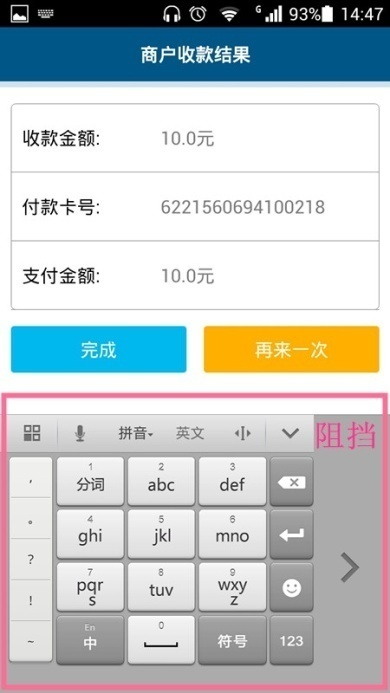 G 93% 14:47
商户收款结果
收款金额: 10.0元
付款卡号: 6221560694100218
支付金额: 10.0元
完成 再来一次
拼音 英文 阻挡
, 1 分词 2 abc 3 def
。 4 ghi 5 jkl 6 mno
? 7 pqrs 8 tuv 9 wxyz
! En 中 0 符号 123
~